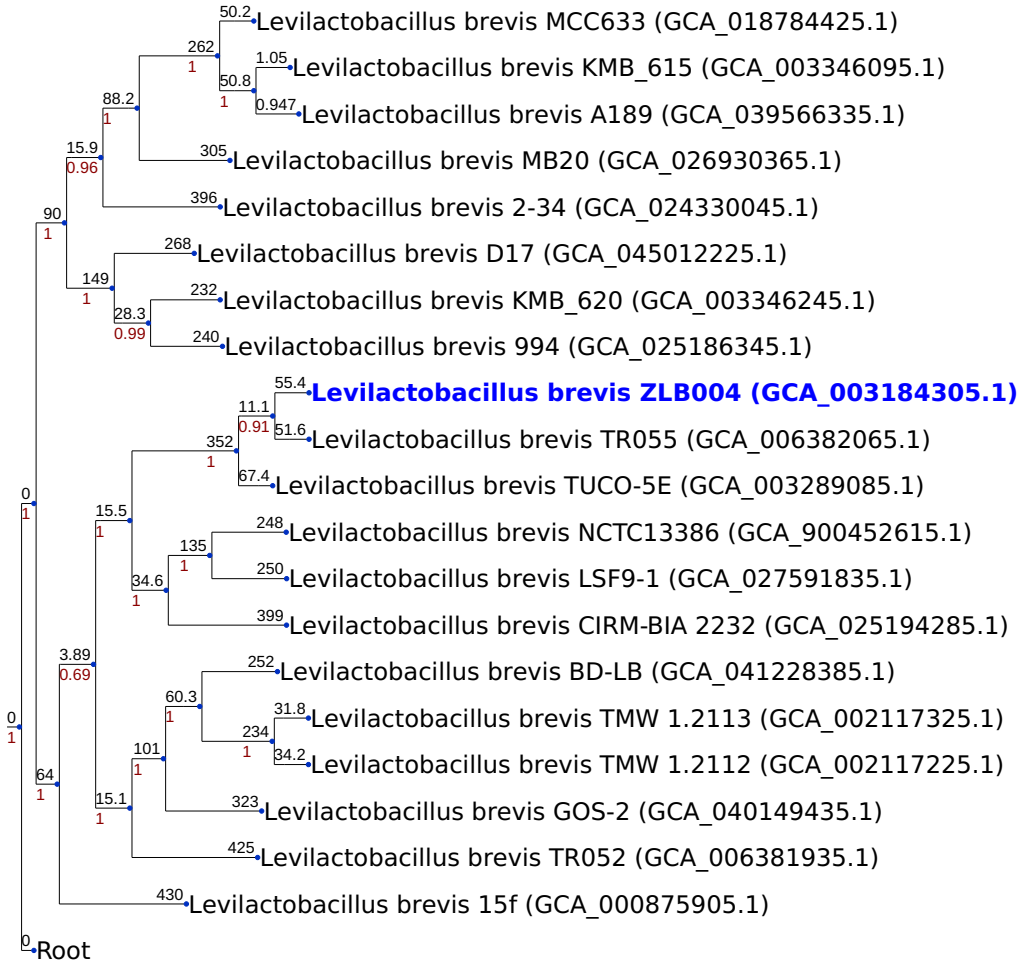 50.2
Levilactobacillus brevis MCC633 (GCA_018784425.1)
262
1
1.05
Levilactobacillus brevis KMB_615 (GCA_003346095.1)
50.8
1
0.947
Levilactobacillus brevis A189 (GCA_039566335.1)
88.2
1
305
Levilactobacillus brevis MB20 (GCA_026930365.1)
15.9
0.96
396
Levilactobacillus brevis 2-34 (GCA_024330045.1)
90
1
268
Levilactobacillus brevis D17 (GCA_045012225.1)
149
1
232
Levilactobacillus brevis KMB_620 (GCA_003346245.1)
28.3
0.99
240
Levilactobacillus brevis 994 (GCA_025186345.1)
55.4
Levilactobacillus brevis ZLB004 (GCA_003184305.1)
11.1
0.91
51.6
Levilactobacillus brevis TR055 (GCA_006382065.1)
352
1
67.4
Levilactobacillus brevis TUCO-5E (GCA_003289085.1)
0
1
15.5
1
248
Levilactobacillus brevis NCTC13386 (GCA_900452615.1)
135
1
250
Levilactobacillus brevis LSF9-1 (GCA_027591835.1)
34.6
1
399
Levilactobacillus brevis CIRM-BIA 2232 (GCA_025194285.1)
3.89
0.69
252
Levilactobacillus brevis BD-LB (GCA_041228385.1)
60.3
1
31.8
Levilactobacillus brevis TMW 1.2113 (GCA_002117325.1)
0
1
234
1
34.2
Levilactobacillus brevis TMW 1.2112 (GCA_002117225.1)
101
1
64
1
15.1
1
323
Levilactobacillus brevis GOS-2 (GCA_040149435.1)
425
Levilactobacillus brevis TR052 (GCA_006381935.1)
430
Levilactobacillus brevis 15f (GCA_000875905.1)
0
Root